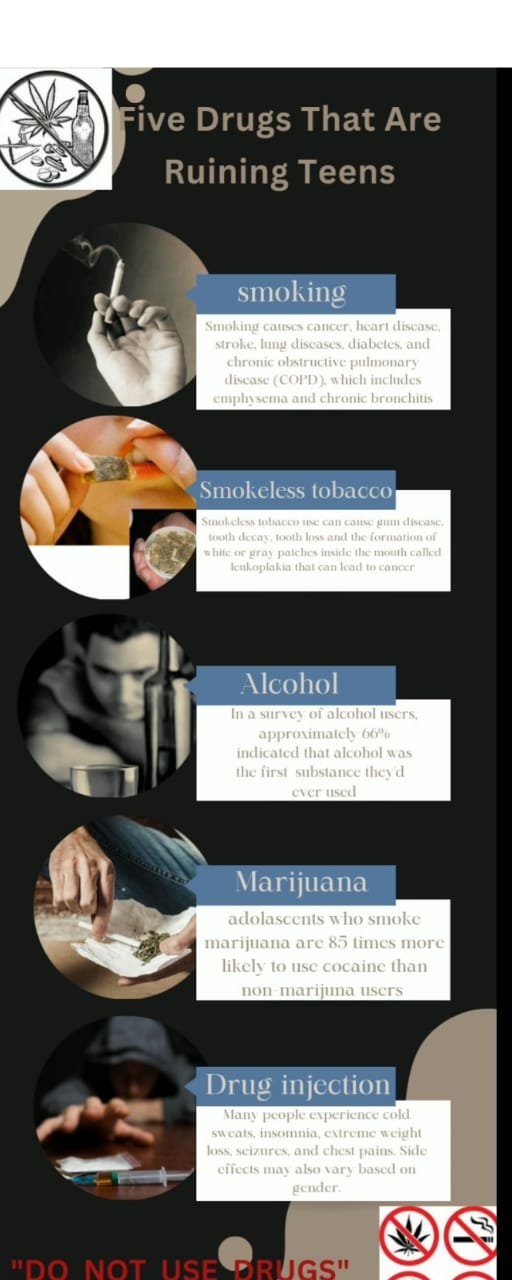 Five Drugs That Are
Ruining Teens
smoking
Smoking causes cancer, heart disease,
stroke, lung diseases, diabetes, and
chronic obstructive pulmonary
disease (COPD), which includes
emphysema and chronic bronchitis
Smokeless tobacco
Smokeless tobacco use can cause gum disease,
tooth decay, tooth loss and the formation of
white or gray patches inside the mouth called
leukoplakia that can lead to cancer
Alcohol
In a survey of alcohol users,
approximately 66%
indicated that alcohol was
the first substance they'd
ever used
Marijuana
adolascents who smoke
marijuana are 85 times more
likely to use cocaine than
non-marijuna users
Drug injection
Many people experience cold
sweats, insomnia, extreme weight
loss, seizures, and chest pains. Side
effects may also vary based on
gender.
"DO NOT USE DRUGS"